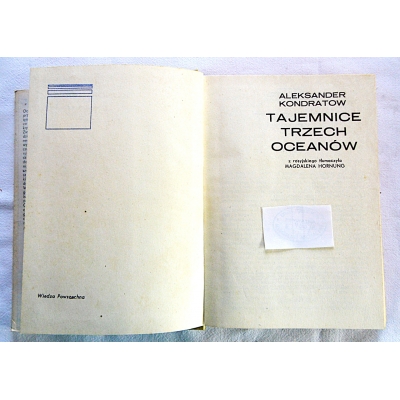 Wiedza Powszechna
ALEKSANDER
KONDRATOW
TAJEMNICE
TRZECH
OCEANÓW
z rosyjskiego tłumaczyła
MAGDALENA HORNUNG